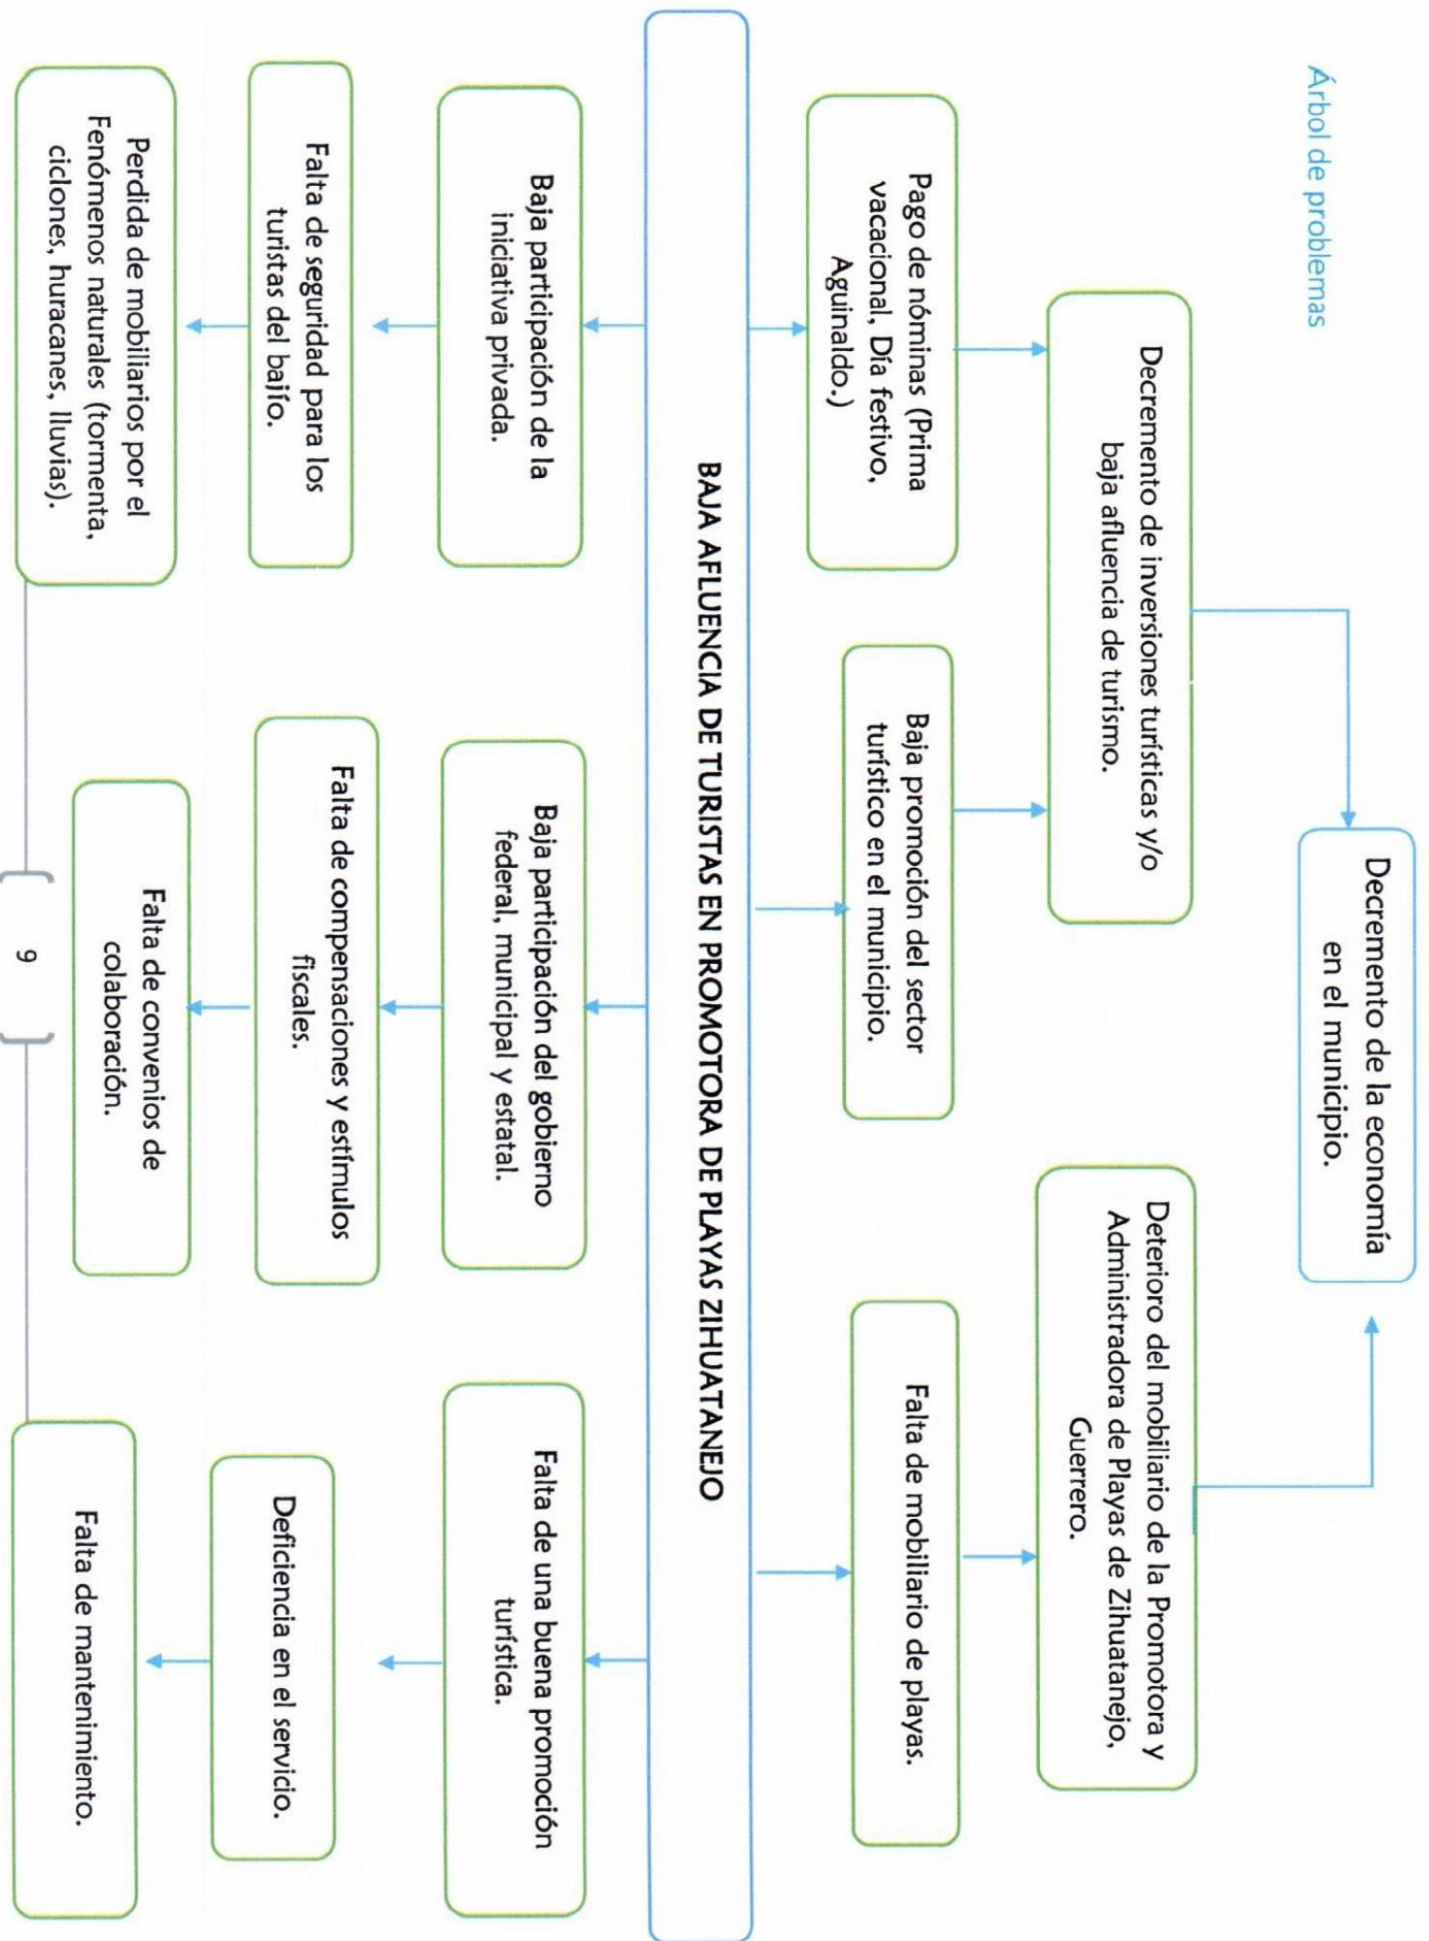 Árbol de problemas
Decremento de la economía
en el municipio.
Decremento de inversiones turísticas y/o
baja afluencia de turismo.
Deterioro del mobiliario de la Promotora y
Administradora de Playas de Zihuatanejo,
Guerrero.
Pago de nóminas (Prima
vacacional, Día festivo,
Aguinaldo.)
Baja promoción del sector
turístico en el municipio.
Falta de mobiliario de playas.
BAJA AFLUENCIA DE TURISTAS EN PROMOTORA DE PLAYAS ZIHUATANEJO
Baja participación de la
iniciativa privada.
Baja participación del gobierno
federal, municipal y estatal.
Falta de una buena promoción
turística.
Falta de seguridad para los
turistas del bajío.
Falta de compensaciones y estímulos
fiscales.
Deficiencia en el servicio.
Perdida de mobiliarios por el
Fenómenos naturales (tormenta,
ciclones, huracanes, lluvias).
Falta de convenios de
colaboración.
Falta de mantenimiento.
9